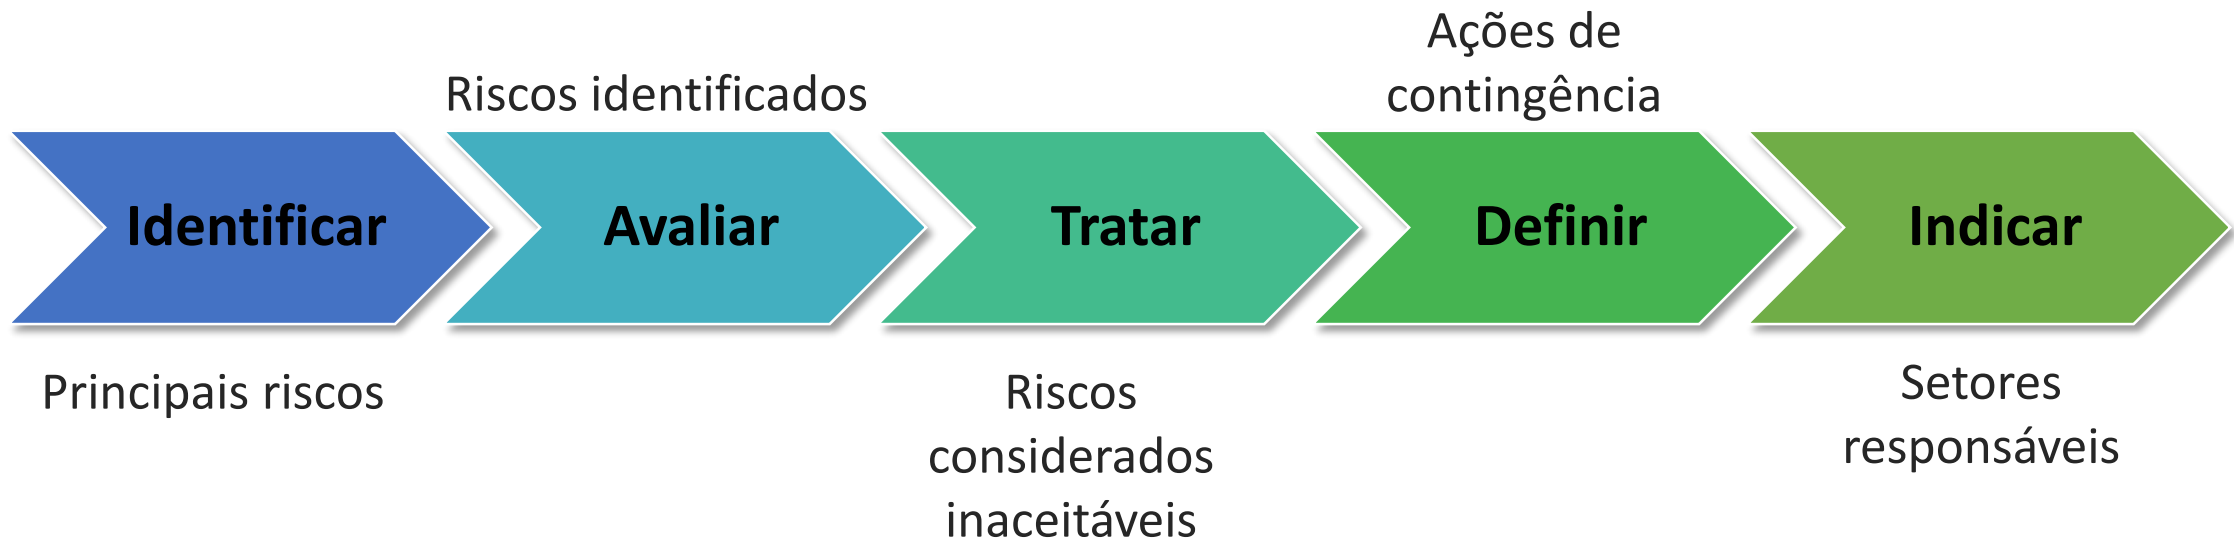 Ações de
contingência
Riscos identificados
Identificar
Avaliar
Tratar
Definir
Indicar
Principais riscos
Riscos
considerados
inaceitáveis
Setores
responsáveis